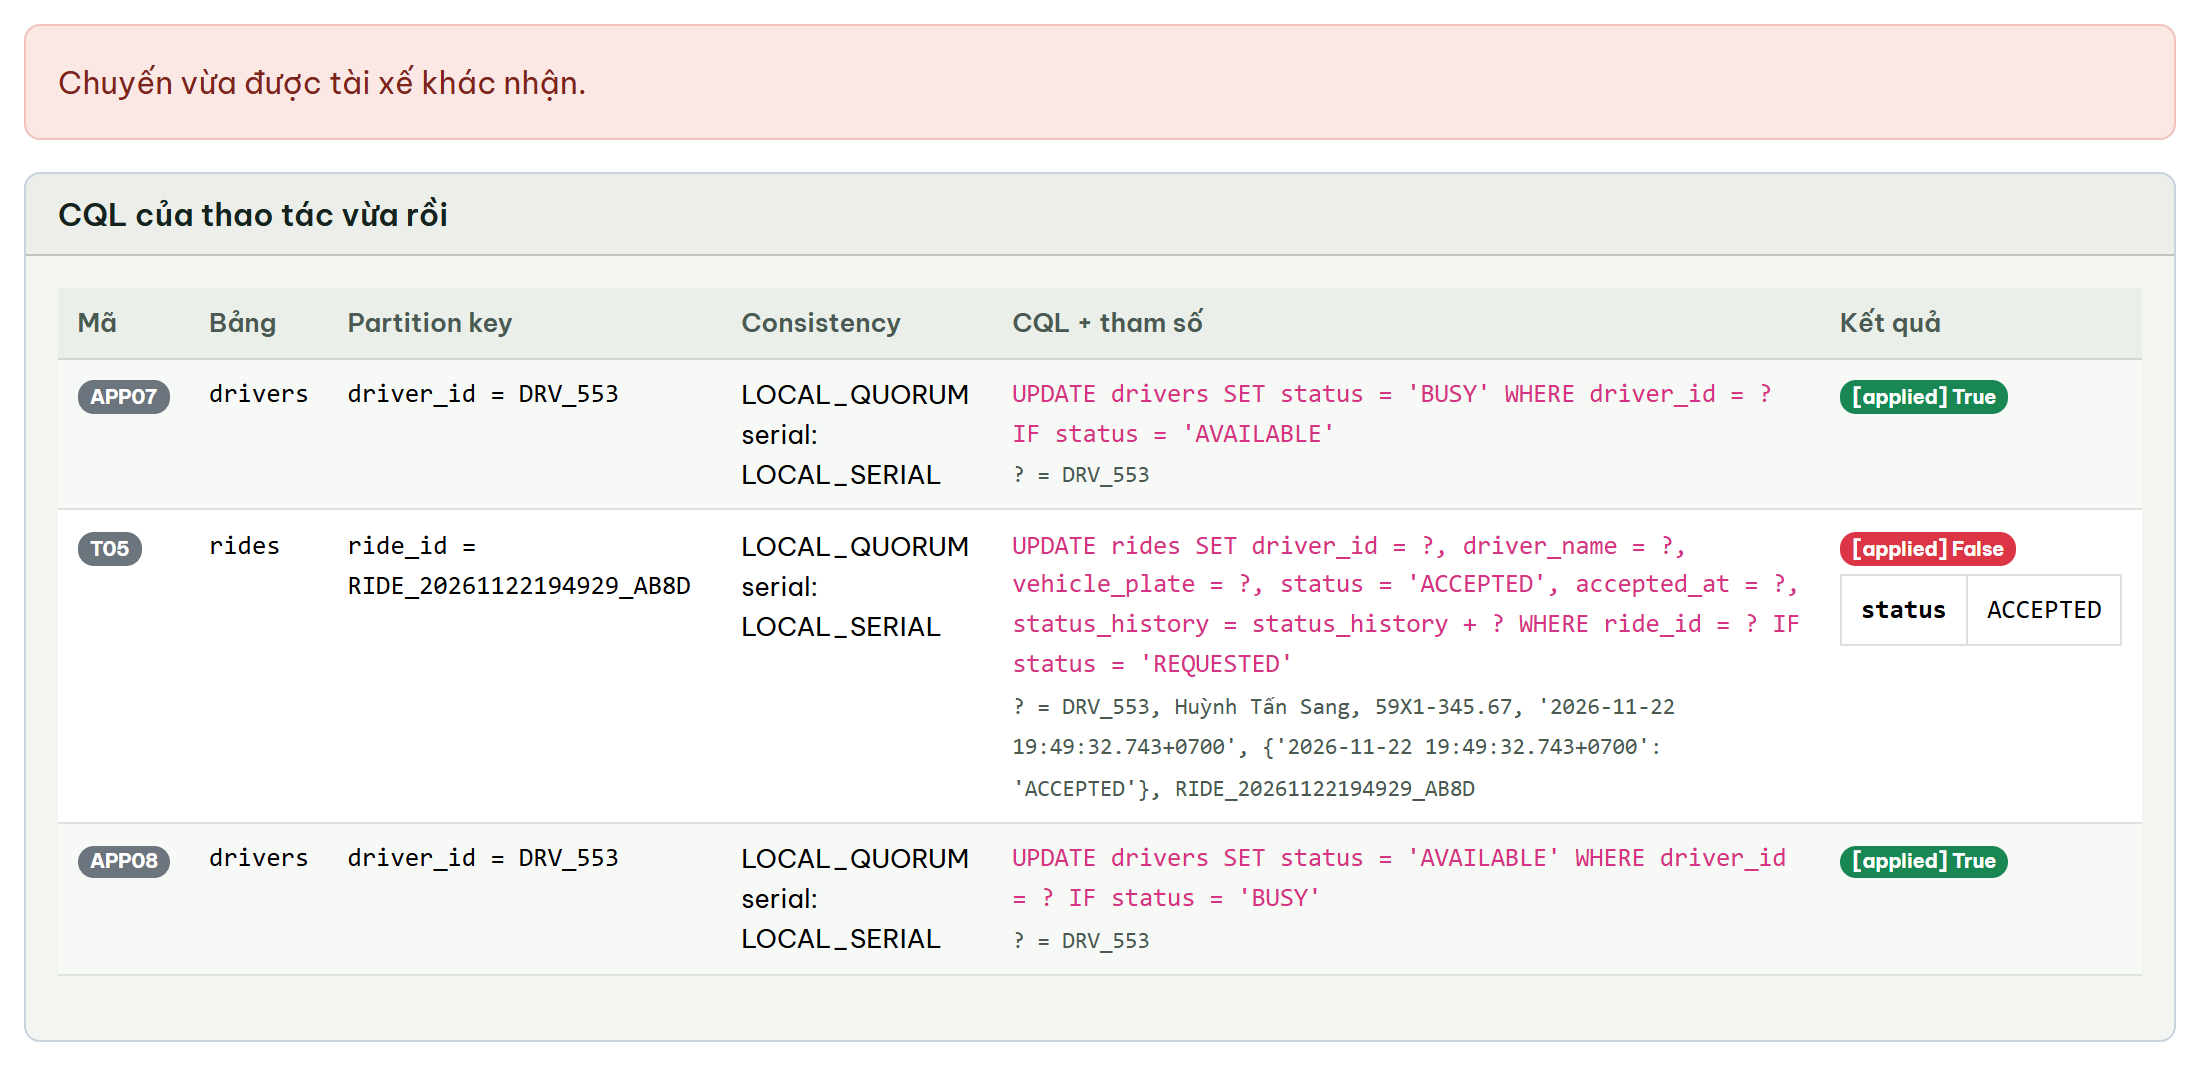 Chuyến vừa được tài xế khác nhận.
CQL của thao tác vừa rồi
Mã Bảng Partition key Consistency CQL + tham số Kết quả
APP07 drivers driver_id = DRV_553 LOCAL_QUORUM UPDATE drivers SET status = 'BUSY' WHERE driver_id = ? [applied] True
serial: IF status = 'AVAILABLE'
LOCAL_SERIAL ? = DRV_553
T05 rides ride_id = LOCAL_QUORUM UPDATE rides SET driver_id = ?, driver_name = ?, [applied] False
RIDE_20261122194929_AB8D serial: vehicle_plate = ?, status = 'ACCEPTED', accepted_at = ?, status ACCEPTED
LOCAL_SERIAL status_history = status_history + ? WHERE ride_id = ? IF
status = 'REQUESTED'
? = DRV_553, Huỳnh Tấn Sang, 59X1-345.67, '2026-11-22
19:49:32.743+0700', {'2026-11-22 19:49:32.743+0700':
'ACCEPTED'}, RIDE_20261122194929_AB8D
APP08 drivers driver_id = DRV_553 LOCAL_QUORUM UPDATE drivers SET status = 'AVAILABLE' WHERE driver_id [applied] True
serial: = ? IF status = 'BUSY'
LOCAL_SERIAL ? = DRV_553